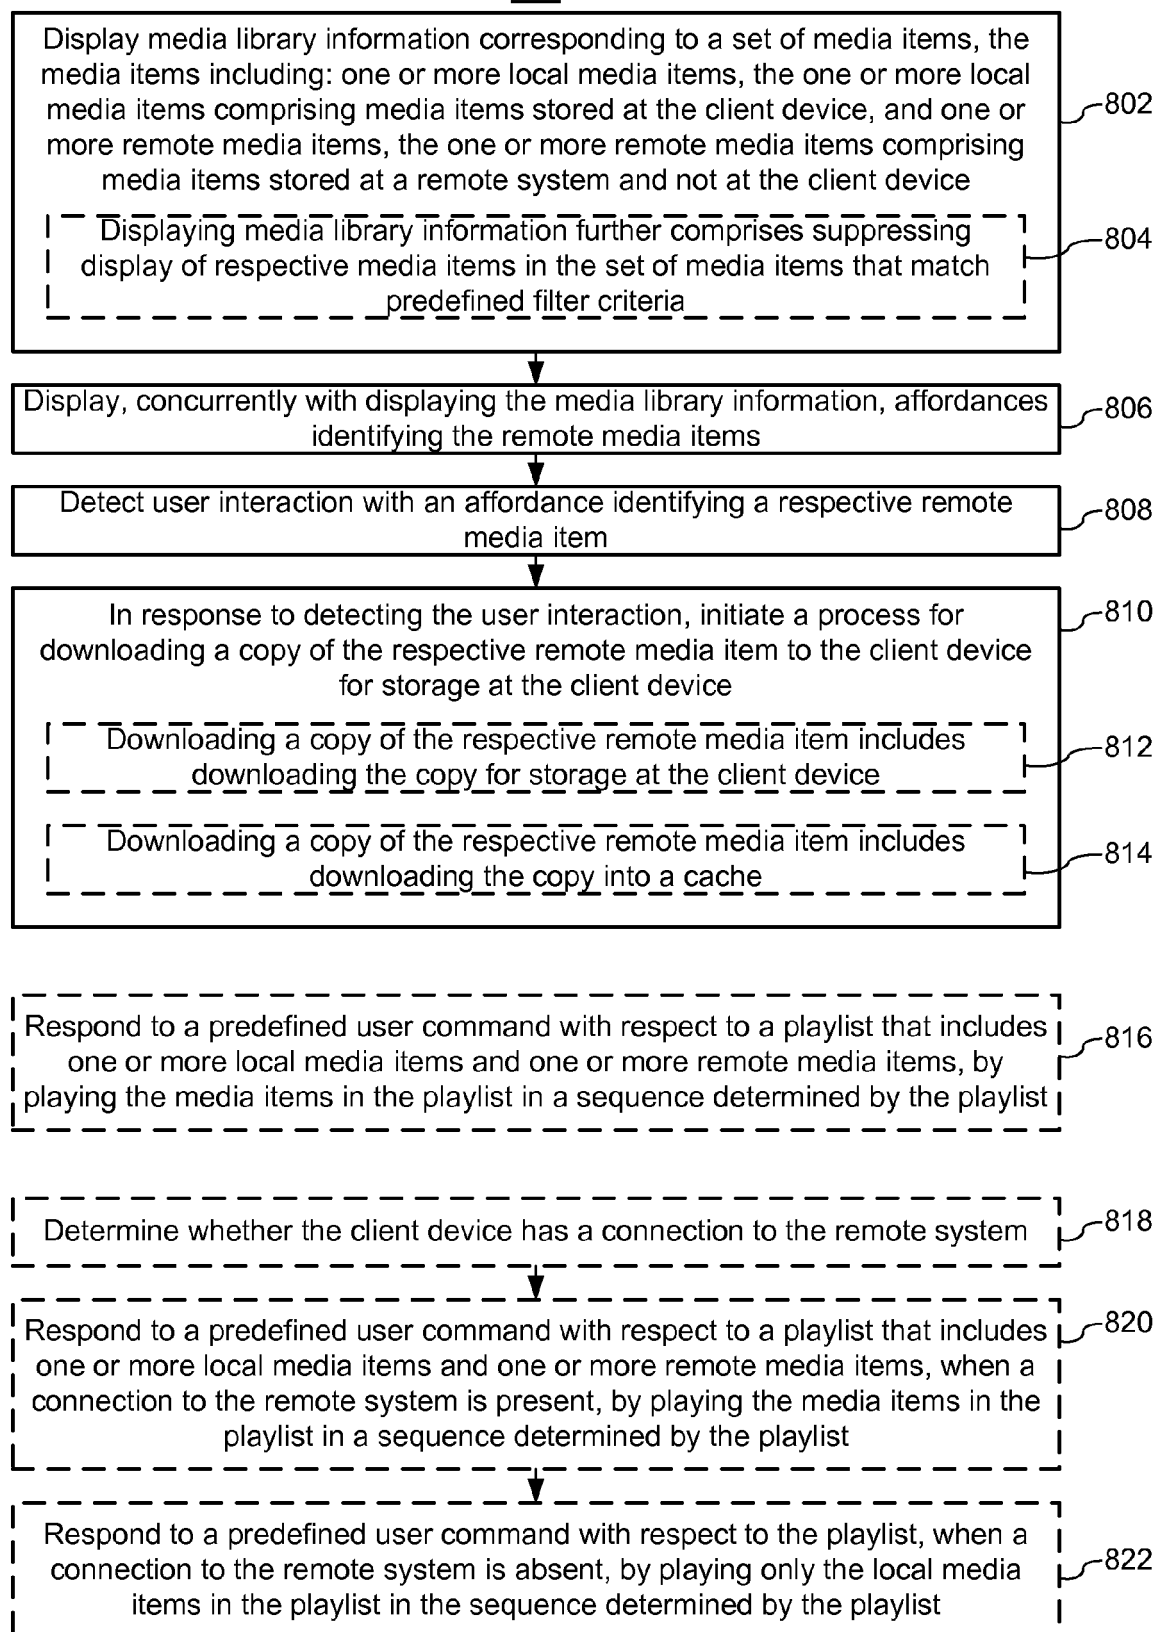 Display media library information corresponding to a set of media items, the
media items including: one or more local media items, the one or more local
media items comprising media items stored at the client device, and one or
more remote media items, the one or more remote media items comprising
media items stored at a remote system and not at the client device
802
Displaying media library information further comprises suppressing
display of respective media items in the set of media items that match
predefined filter criteria
804
Display, concurrently with displaying the media library information, affordances
identifying the remote media items
806
Detect user interaction with an affordance identifying a respective remote
media item
808
In response to detecting the user interaction, initiate a process for
downloading a copy of the respective remote media item to the client device
for storage at the client device
810
Downloading a copy of the respective remote media item includes
downloading the copy for storage at the client device
812
Downloading a copy of the respective remote media item includes
downloading the copy into a cache
814
Respond to a predefined user command with respect to a playlist that includes
one or more local media items and one or more remote media items, by
playing the media items in the playlist in a sequence determined by the playlist
816
Determine whether the client device has a connection to the remote system
818
Respond to a predefined user command with respect to a playlist that includes
one or more local media items and one or more remote media items, when a
connection to the remote system is present, by playing the media items in the
playlist in a sequence determined by the playlist
820
Respond to a predefined user command with respect to the playlist, when a
connection to the remote system is absent, by playing only the local media
items in the playlist in the sequence determined by the playlist
822